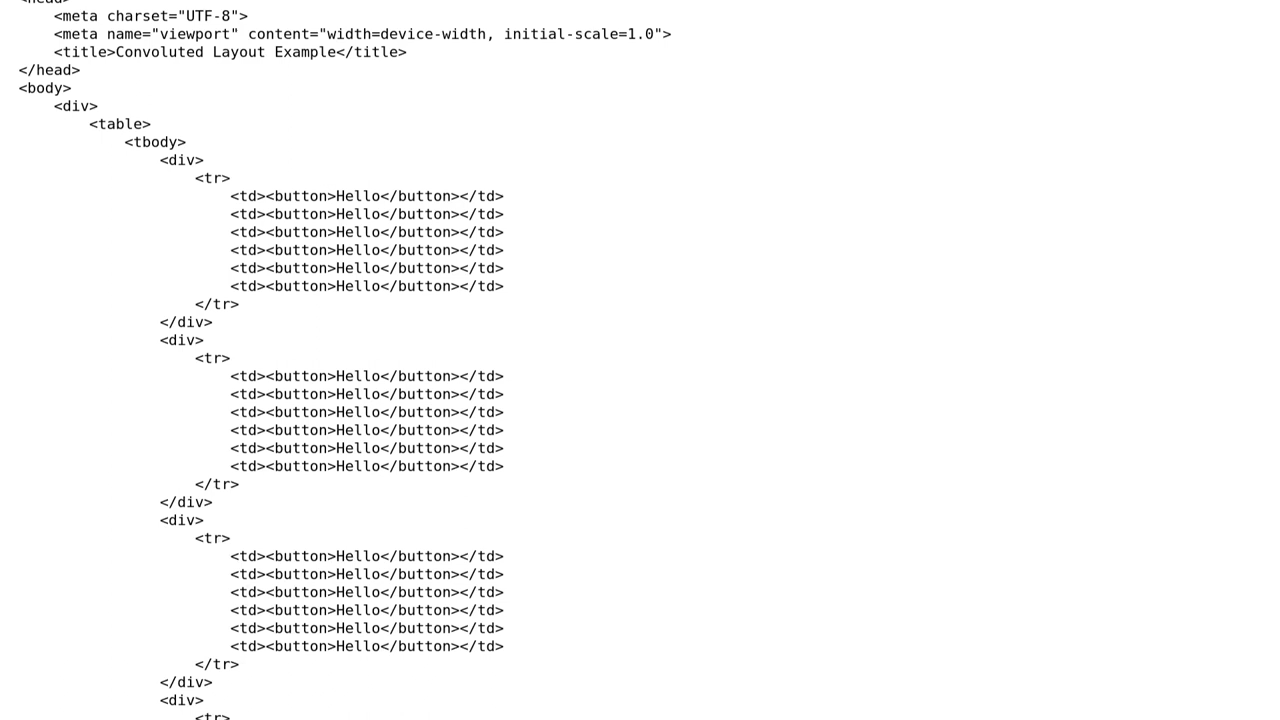 <head>
    <meta charset="UTF-8">
    <meta name="viewport" content="width=device-width, initial-scale=1.0">
    <title>Convoluted Layout Example</title>
</head>
<body>
    <div>
        <table>
            <tbody>
                <div>
                    <tr>
                        <td><button>Hello</button></td>
                        <td><button>Hello</button></td>
                        <td><button>Hello</button></td>
                        <td><button>Hello</button></td>
                        <td><button>Hello</button></td>
                        <td><button>Hello</button></td>
                    </tr>
                </div>
                <div>
                    <tr>
                        <td><button>Hello</button></td>
                        <td><button>Hello</button></td>
                        <td><button>Hello</button></td>
                        <td><button>Hello</button></td>
                        <td><button>Hello</button></td>
                        <td><button>Hello</button></td>
                    </tr>
                </div>
                <div>
                    <tr>
                        <td><button>Hello</button></td>
                        <td><button>Hello</button></td>
                        <td><button>Hello</button></td>
                        <td><button>Hello</button></td>
                        <td><button>Hello</button></td>
                        <td><button>Hello</button></td>
                    </tr>
                </div>
                <div>
                    <tr>